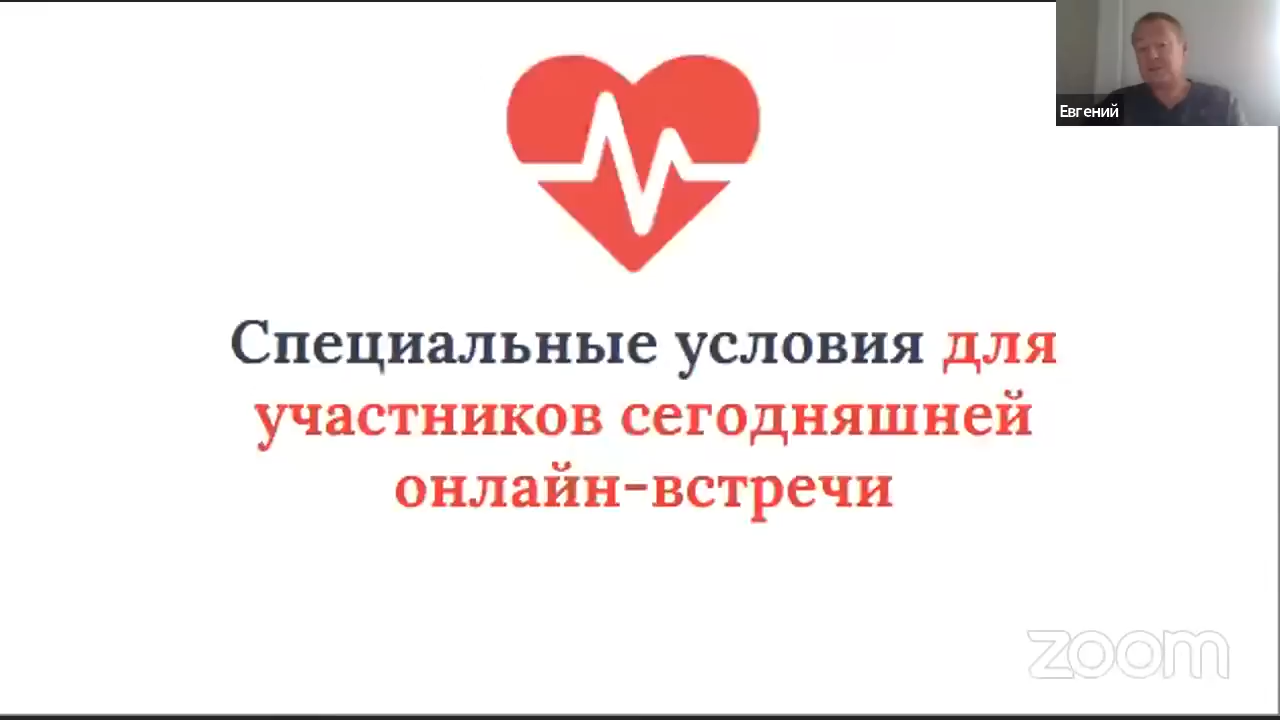 Евгений
Специальные условия для
участников сегодняшней
онлайн-встречи
zoom